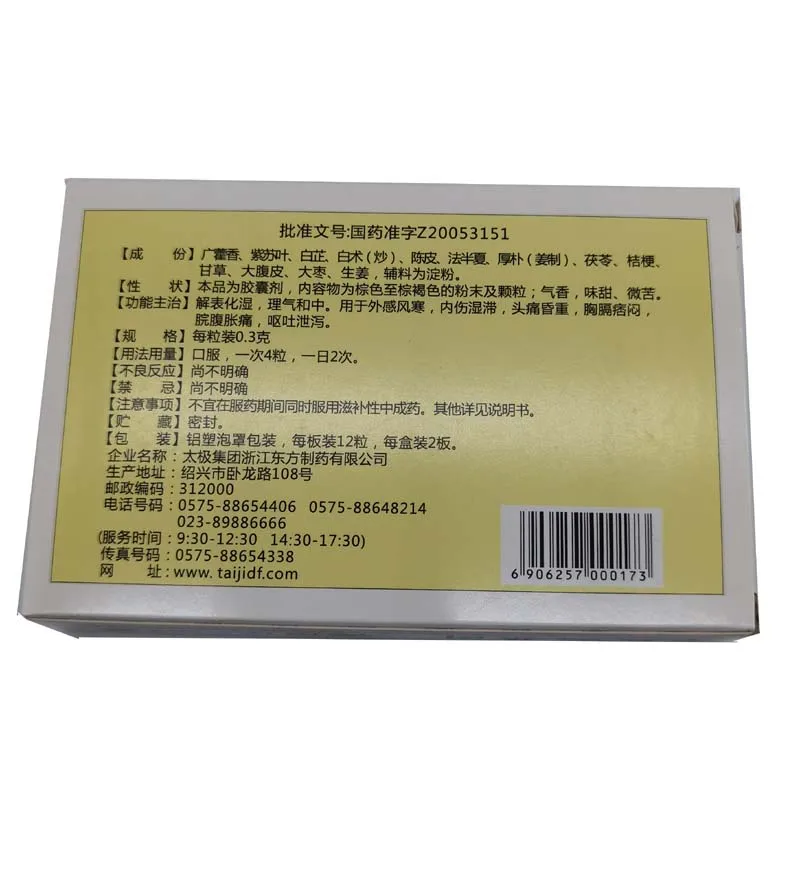 批准文号:国药准字Z20053151
【成　份】广藿香、紫苏叶、白芷、白术(炒)、陈皮、法半夏、厚朴(姜制)、茯苓、桔梗、
甘草、大腹皮、大枣、生姜，辅料为淀粉。
【性　状】本品为胶囊剂，内容物为棕色至棕褐色的粉末及颗粒；气香，味甜、微苦。
【功能主治】解表化湿，理气和中。用于外感风寒，内伤湿滞，头痛昏重，胸膈痞闷，
脘腹胀痛，呕吐泄泻。
【规　格】每粒装0.3克
【用法用量】口服，一次4粒，一日2次。
【不良反应】尚不明确
【禁　忌】尚不明确
【注意事项】不宜在服药期间同时服用滋补性中成药。其他详见说明书。
【贮　藏】密封。
【包　装】铝塑泡罩包装，每板装12粒，每盒装2板。
企业名称：太极集团浙江东方制药有限公司
生产地址：绍兴市卧龙路108号
邮政编码：312000
电话号码：0575-88654406 0575-88648214
023-89886666
(服务时间：9:30-12:30 14:30-17:30)
传真号码：0575-88654338
网　址:www.taijidf.com
6 906257 000173